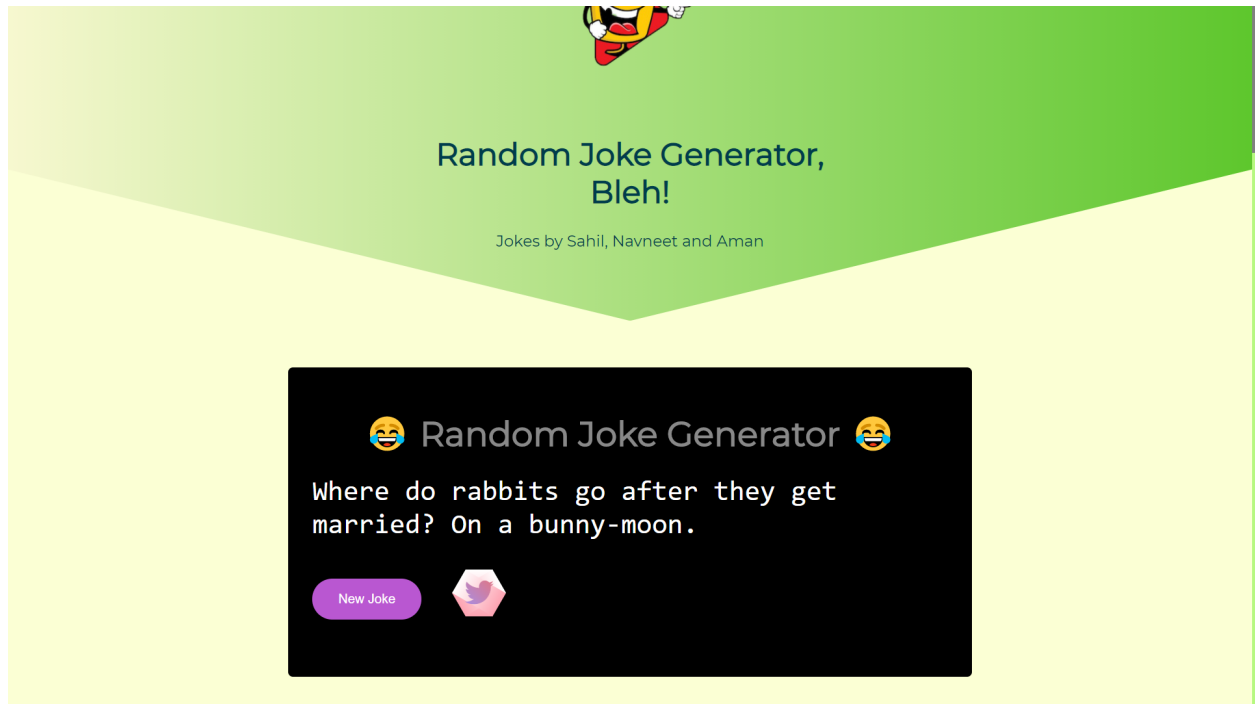 Random Joke Generator,
Bleh!
Jokes by Sahil, Navneet and Aman
😂 Random Joke Generator 😂
Where do rabbits go after they get
married? On a bunny-moon.
New Joke